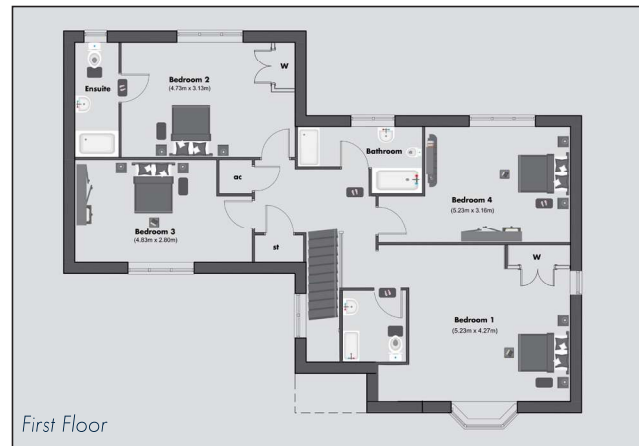 Bedroom 2
(4.73m x 3.13m)
W
Ensuite
Bathroom
ac
Bedroom 4
(5.23m x 3.16m)
Bedroom 3
(4.83m x 2.80m)
st
W
Bedroom 1
(5.23m x 4.27m)
First Floor